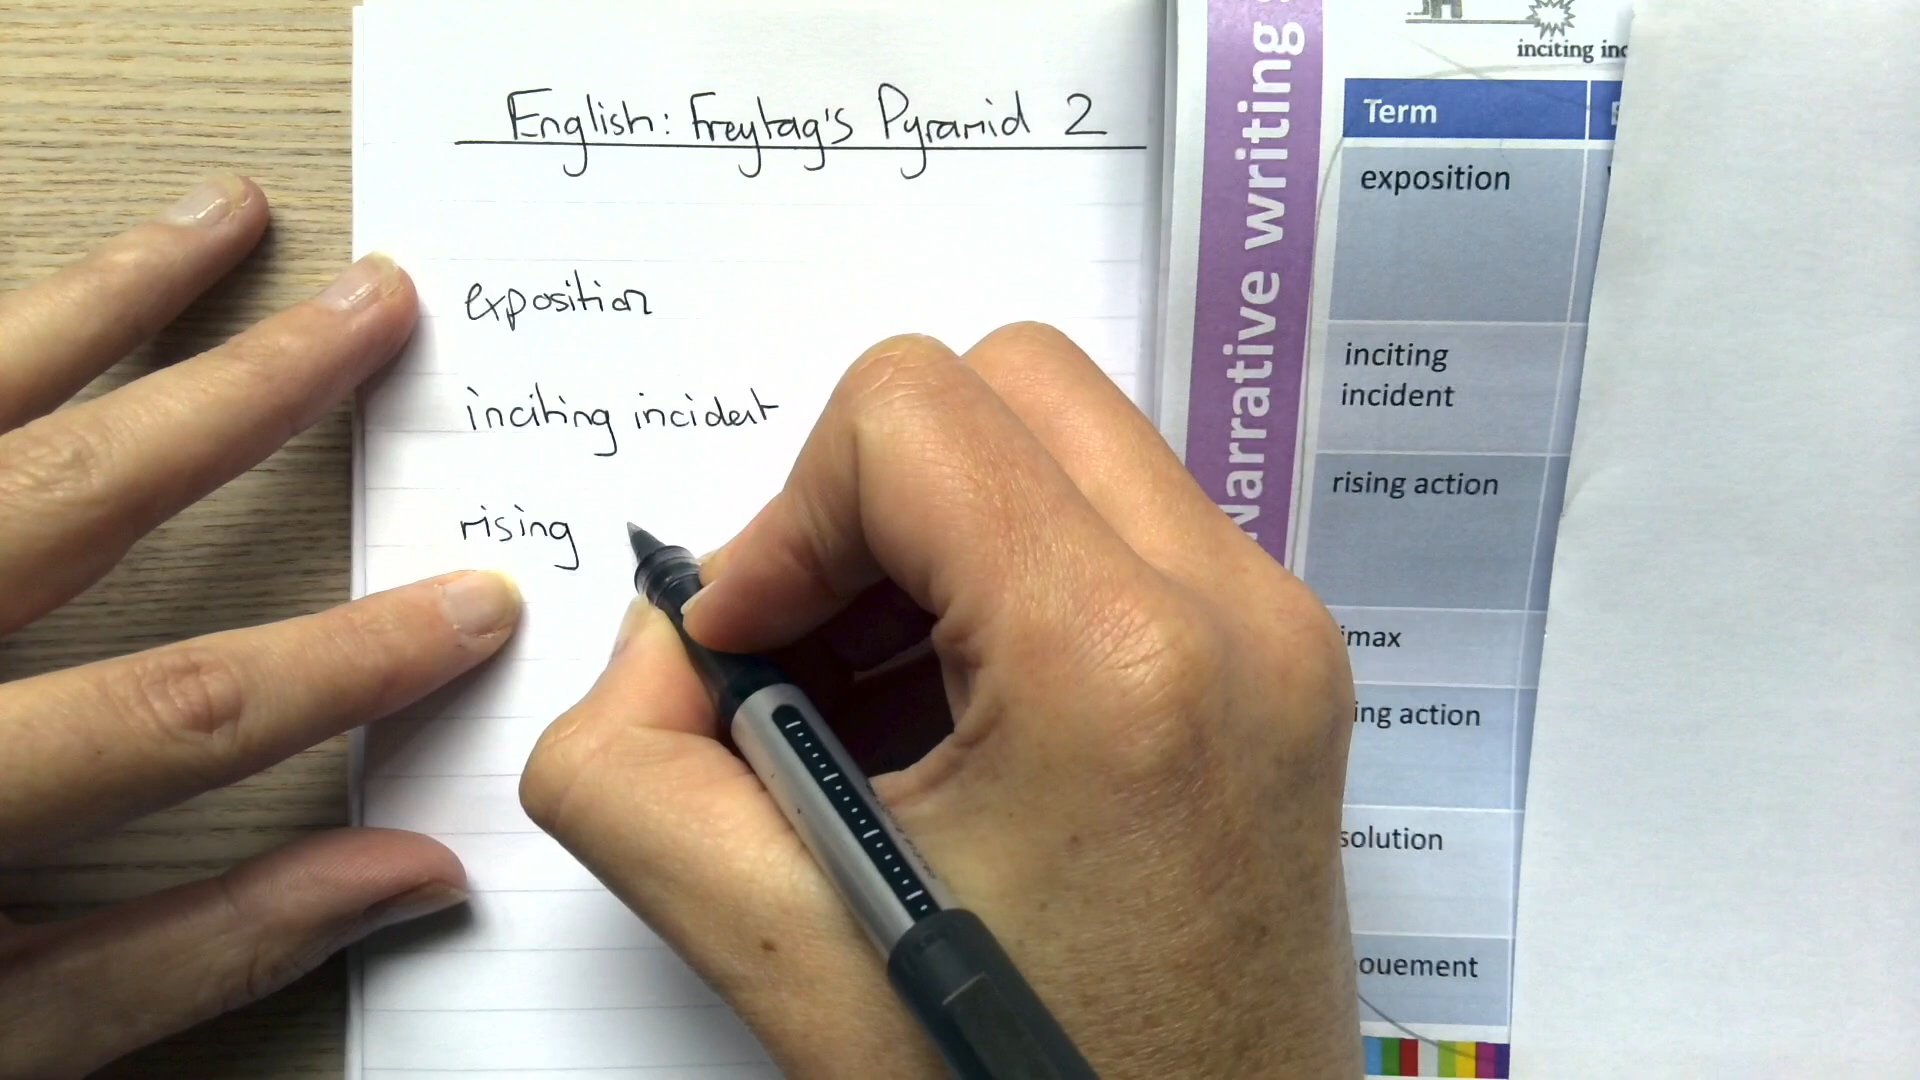 English: Freytag's Pyramid 2
exposition
inciting incident
rising
Narrative writing
inciting inc
Term
exposition
inciting
incident
rising action
imax
ing action
solution
ouement